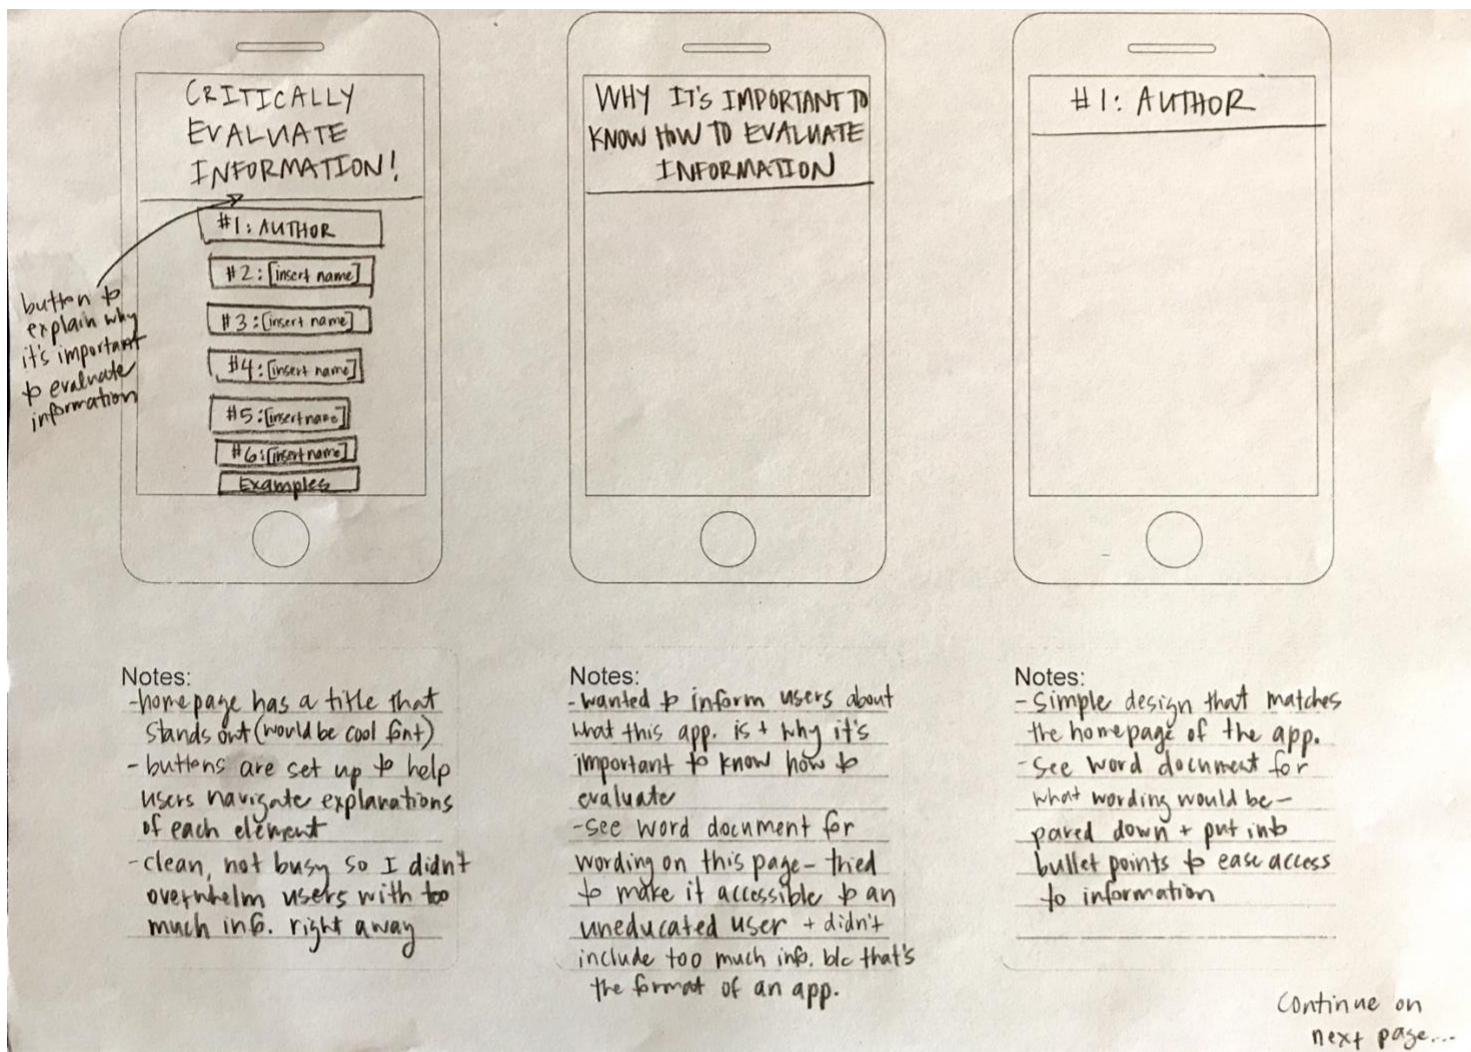 CRITICALLY
EVALUATE
INFORMATION!
#1: AUTHOR
#2: [insert name]
#3: [insert name]
#4: [insert name]
#5: [insert name]
#6: [insert name]
Examples
button to
explain why
it's important
to evaluate
information
Notes:
- homepage has a title that
stands out (would be cool font)
- buttons are set up to help
users navigate explanations
of each element
- clean, not busy so I didn't
overwhelm users with too
much info. right away
WHY IT'S IMPORTANT TO
KNOW HOW TO EVALUATE
INFORMATION
Notes:
- wanted to inform users about
what this app. is + why it's
important to know how to
evaluate
- see word document for
wording on this page - tried
to make it accessible to an
uneducated user + didn't
include too much info. b/c that's
the format of an app.
#1: AUTHOR
Notes:
- Simple design that matches
the homepage of the app.
- see word document for
what wording would be -
pared down + put into
bullet points to ease access
to information
Continue on
next page...